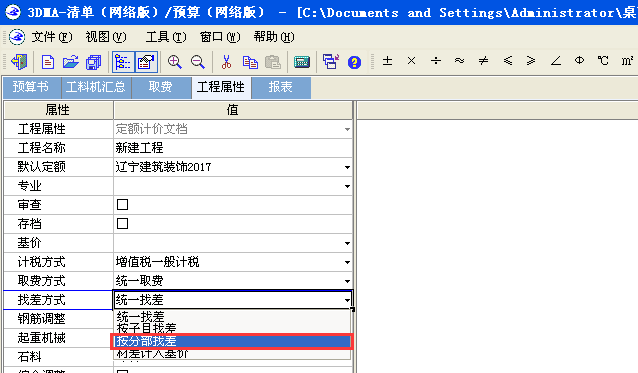 3DMA-清单（网络版）/预算（网络版） - [C:\Documents and Settings\Administrator\桌
文件(F) 视图(V) 工具(T) 窗口(W) 帮助(H)
± × ÷ ≈ ≠ ≤ ≥ ∠ Φ ℃ ㎡
预算书 工料机汇总 取费 工程属性 报表
属性 值
工程属性 定额计价文档
工程名称 新建工程
默认定额 辽宁建筑装饰2017
专业
审查
存档
基价
计税方式 增值税一般计税
取费方式 统一取费
找差方式 统一找差
钢筋调整 统一找差
按子目找差
起重机械 按分部找差
石料 材差计入基价
综合调整